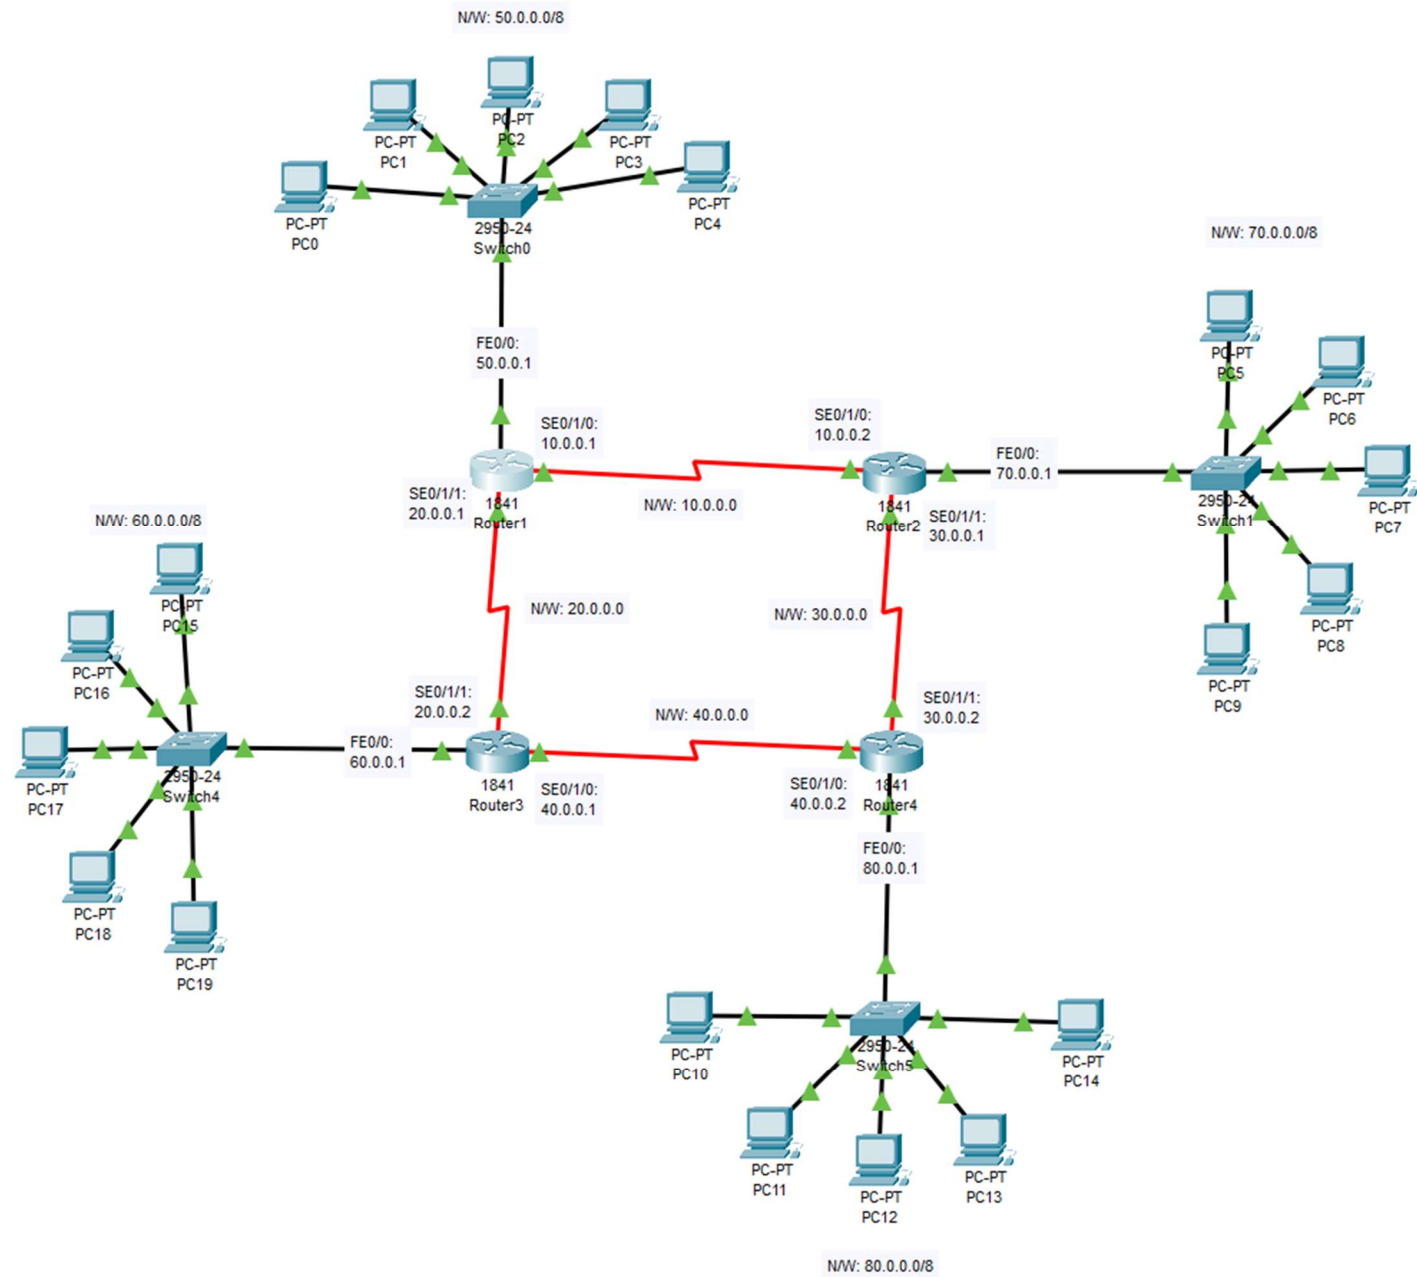 N/W: 50.0.0.0/8
PC-PT
PC2
PC-PT
PC1
PC-PT
PC3
PC-PT
PC0
PC-PT
PC4
2950-24
Switch0
N/W: 70.0.0.0/8
FE0/0:
50.0.0.1
PC-PT
PC5
PC-PT
PC6
SE0/1/0:
10.0.0.1
SE0/1/0:
10.0.0.2
FE0/0:
70.0.0.1
SE0/1/1:
20.0.0.1
1841
Router1
N/W: 10.0.0.0
1841
Router2
SE0/1/1:
30.0.0.1
2950-24
Switch1
PC-PT
PC7
N/W: 60.0.0.0/8
PC-PT
PC15
N/W: 20.0.0.0
N/W: 30.0.0.0
PC-PT
PC8
PC-PT
PC16
PC-PT
PC9
SE0/1/1:
20.0.0.2
N/W: 40.0.0.0
SE0/1/1:
30.0.0.2
FE0/0:
60.0.0.1
2950-24
Switch4
PC-PT
PC17
1841
Router3
SE0/1/0:
40.0.0.1
SE0/1/0:
40.0.0.2
1841
Router4
FE0/0:
80.0.0.1
PC-PT
PC18
PC-PT
PC19
2950-24
Switch5
PC-PT
PC10
PC-PT
PC14
PC-PT
PC11
PC-PT
PC12
PC-PT
PC13
N/W: 80.0.0.0/8